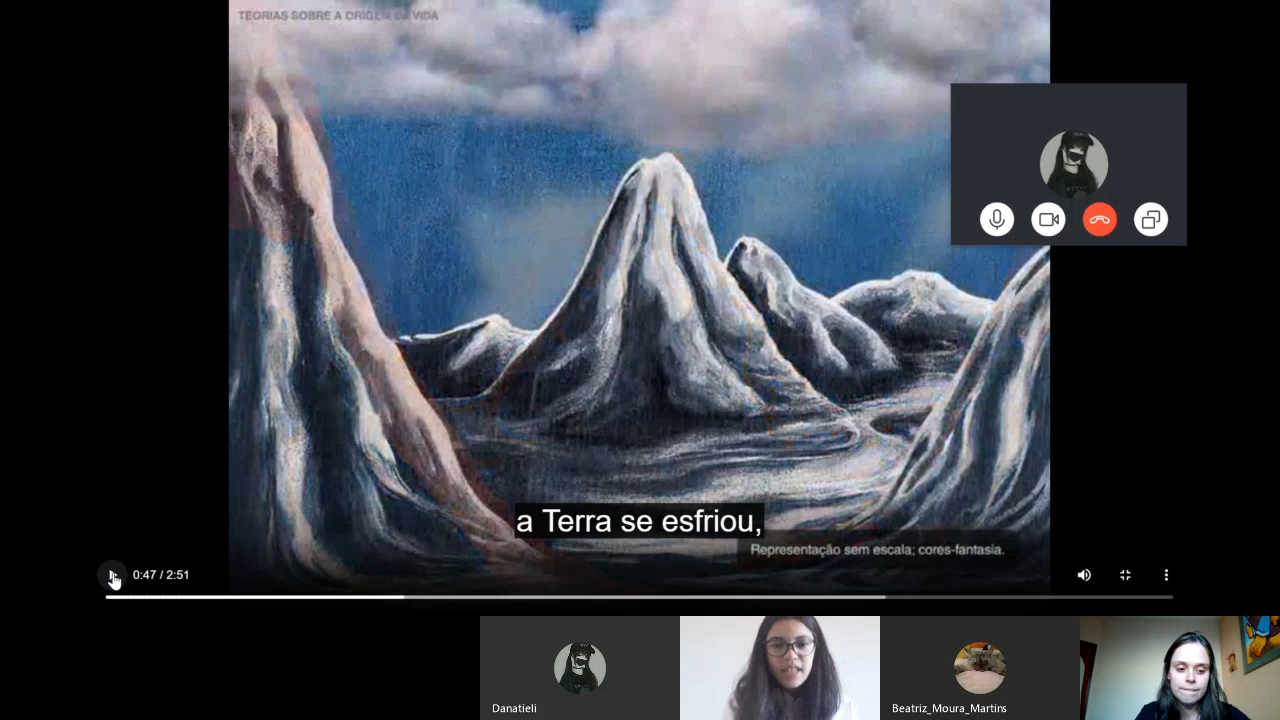 TEORIAS SOBRE A ORIGEM DA VIDA
a Terra se esfriou,
Representação sem escala; cores-fantasia.
0:47 / 2:51
Danatieli
Beatriz_Moura_Martins